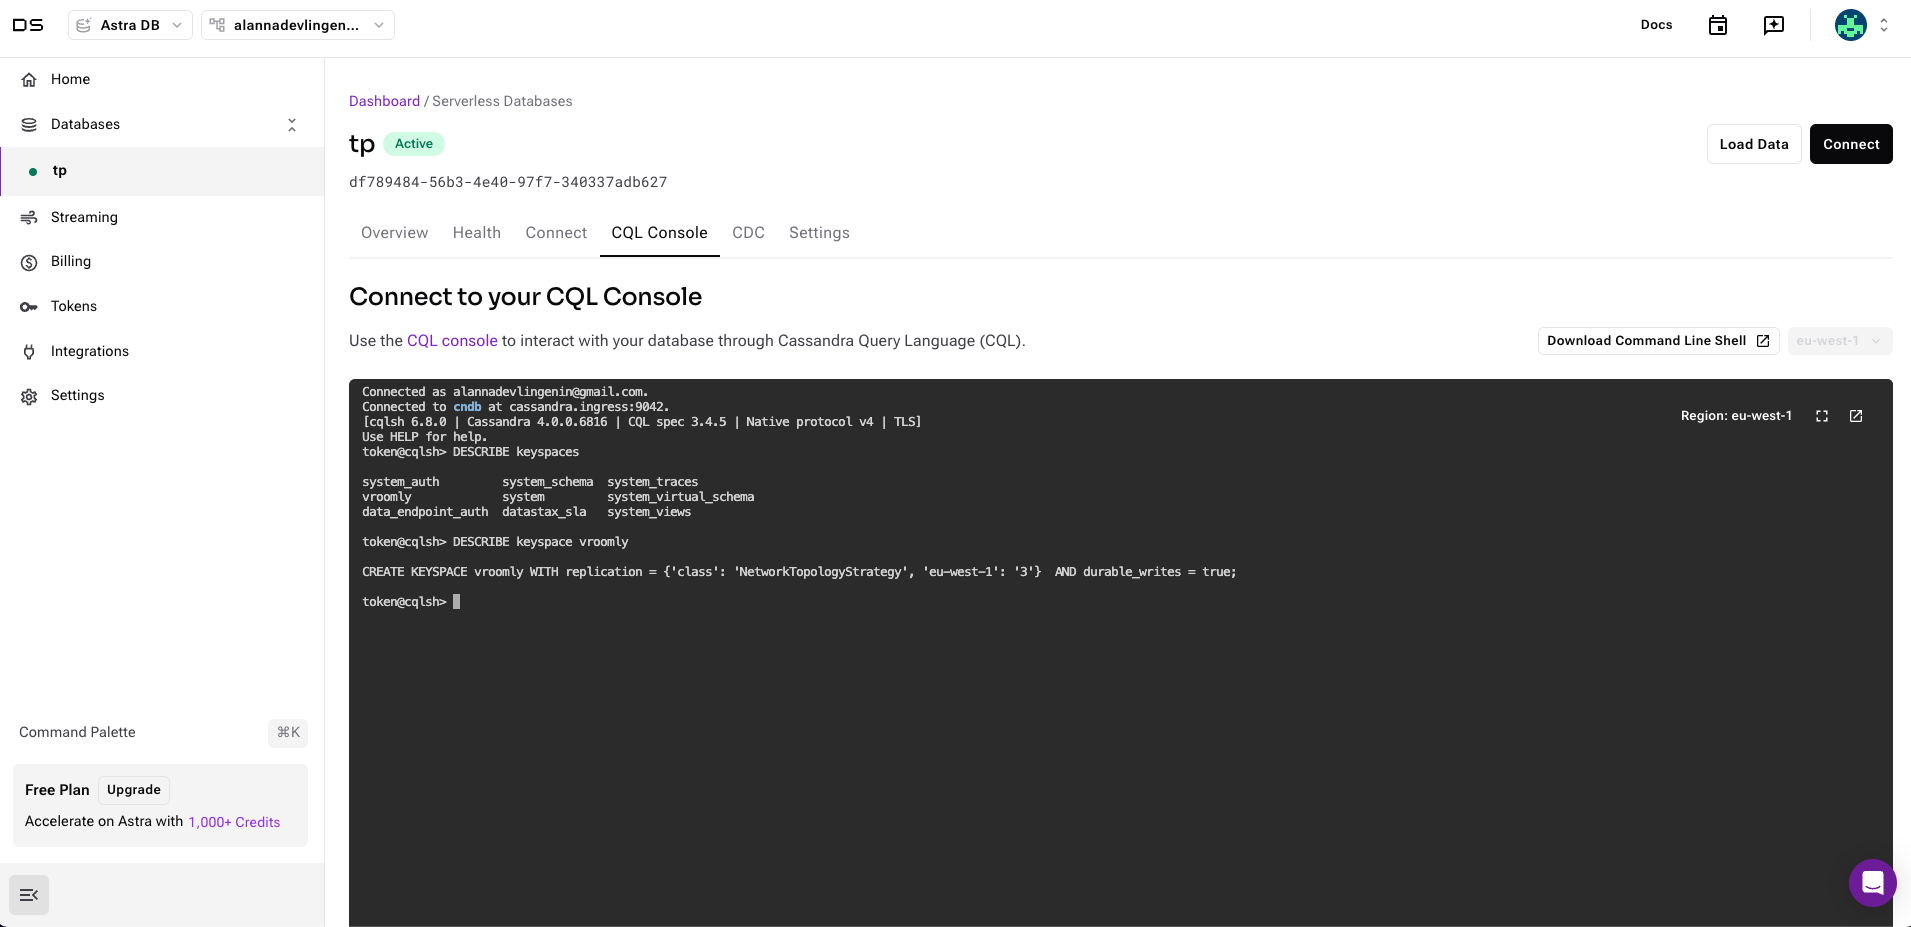 DS Astra DB alannadevlingen... Docs
Home
Databases
tp
Streaming
Billing
Tokens
Integrations
Settings
Command Palette ⌘K
Free Plan Upgrade
Accelerate on Astra with 1,000+ Credits
Dashboard / Serverless Databases
tp Active
Load Data Connect
df789484-56b3-4e40-97f7-340337adb627
Overview Health Connect CQL Console CDC Settings
Connect to your CQL Console
Use the CQL console to interact with your database through Cassandra Query Language (CQL).
Download Command Line Shell eu-west-1
Region: eu-west-1
Connected as alannadevlingenin@gmail.com.
Connected to cndb at cassandra.ingress:9042.
[cqlsh 6.8.0 | Cassandra 4.0.0.6816 | CQL spec 3.4.5 | Native protocol v4 | TLS]
Use HELP for help.
token@cqlsh> DESCRIBE keyspaces
system_auth system_schema system_traces
vroomly system system_virtual_schema
data_endpoint_auth datastax_sla system_views
token@cqlsh> DESCRIBE keyspace vroomly
CREATE KEYSPACE vroomly WITH replication = {'class': 'NetworkTopologyStrategy', 'eu-west-1': '3'} AND durable_writes = true;
token@cqlsh>